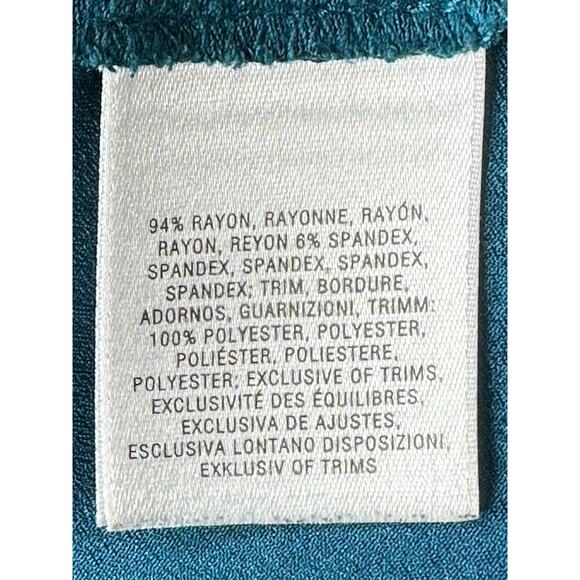 94% RAYON, RAYONNE, RAYÓN,
RAYON, REYON 6% SPANDEX,
SPANDEX, SPANDEX, SPANDEX,
SPANDEX; TRIM, BORDURE,
ADORNOS, GUARNIZIONI, TRIMM:
100% POLYESTER, POLYESTER,
POLIÉSTER, POLIESTERE,
POLYESTER; EXCLUSIVE OF TRIMS,
EXCLUSIVITÉ DES ÉQUILIBRES,
EXCLUSIVA DE AJUSTES,
ESCLUSIVA LONTANO DISPOSIZIONI,
EXKLUSIV OF TRIMS